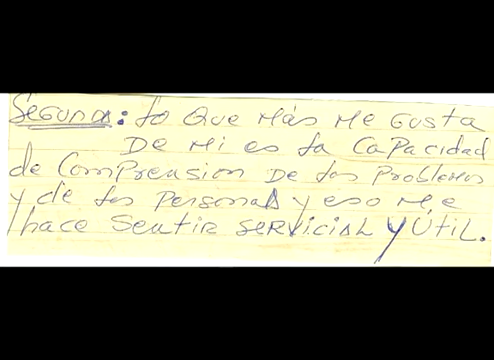 Segunda: Lo Que Más Me Gusta
De Mi es La Capacidad
de Comprension De Los Problemas
y de Las Personas y eso Me
hace Sentir SERVICIAL y ÚTIL.